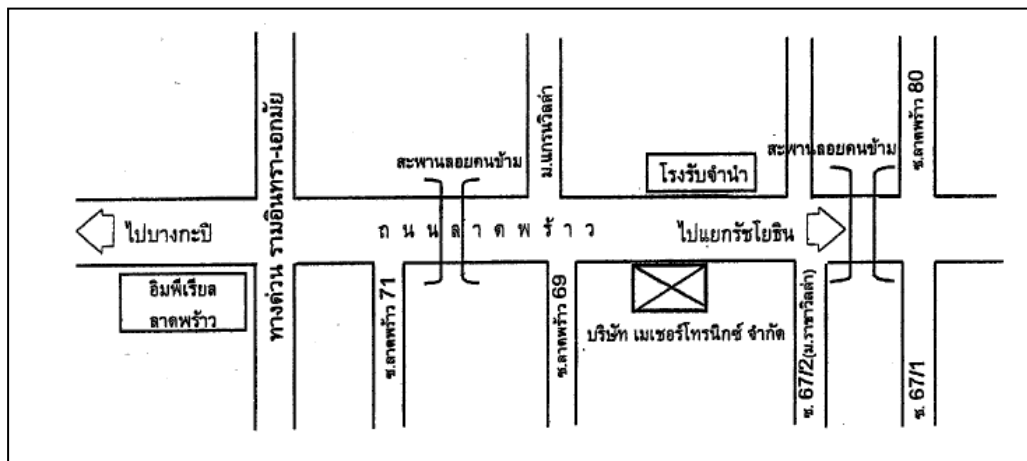 ทางด่วน รามอินทรา-เอกมัย
ม.แกรนวิลล่า
ซ.ลาดพร้าว 80
สะพานลอยคนข้าม
สะพานลอยคนข้าม
โรงรับจำนำ
ไปบางกะปิ
ถนนลาดพร้าว
ไปแยกรัชโยธิน
อิมพีเรียล
ลาดพร้าว
ซ.ลาดพร้าว 71
ซ.ลาดพร้าว 69
บริษัท เมเชอร์โทรนิกซ์ จำกัด
ซ. 67/2(ม.ราชาวิลล่า)
ซ. 67/1